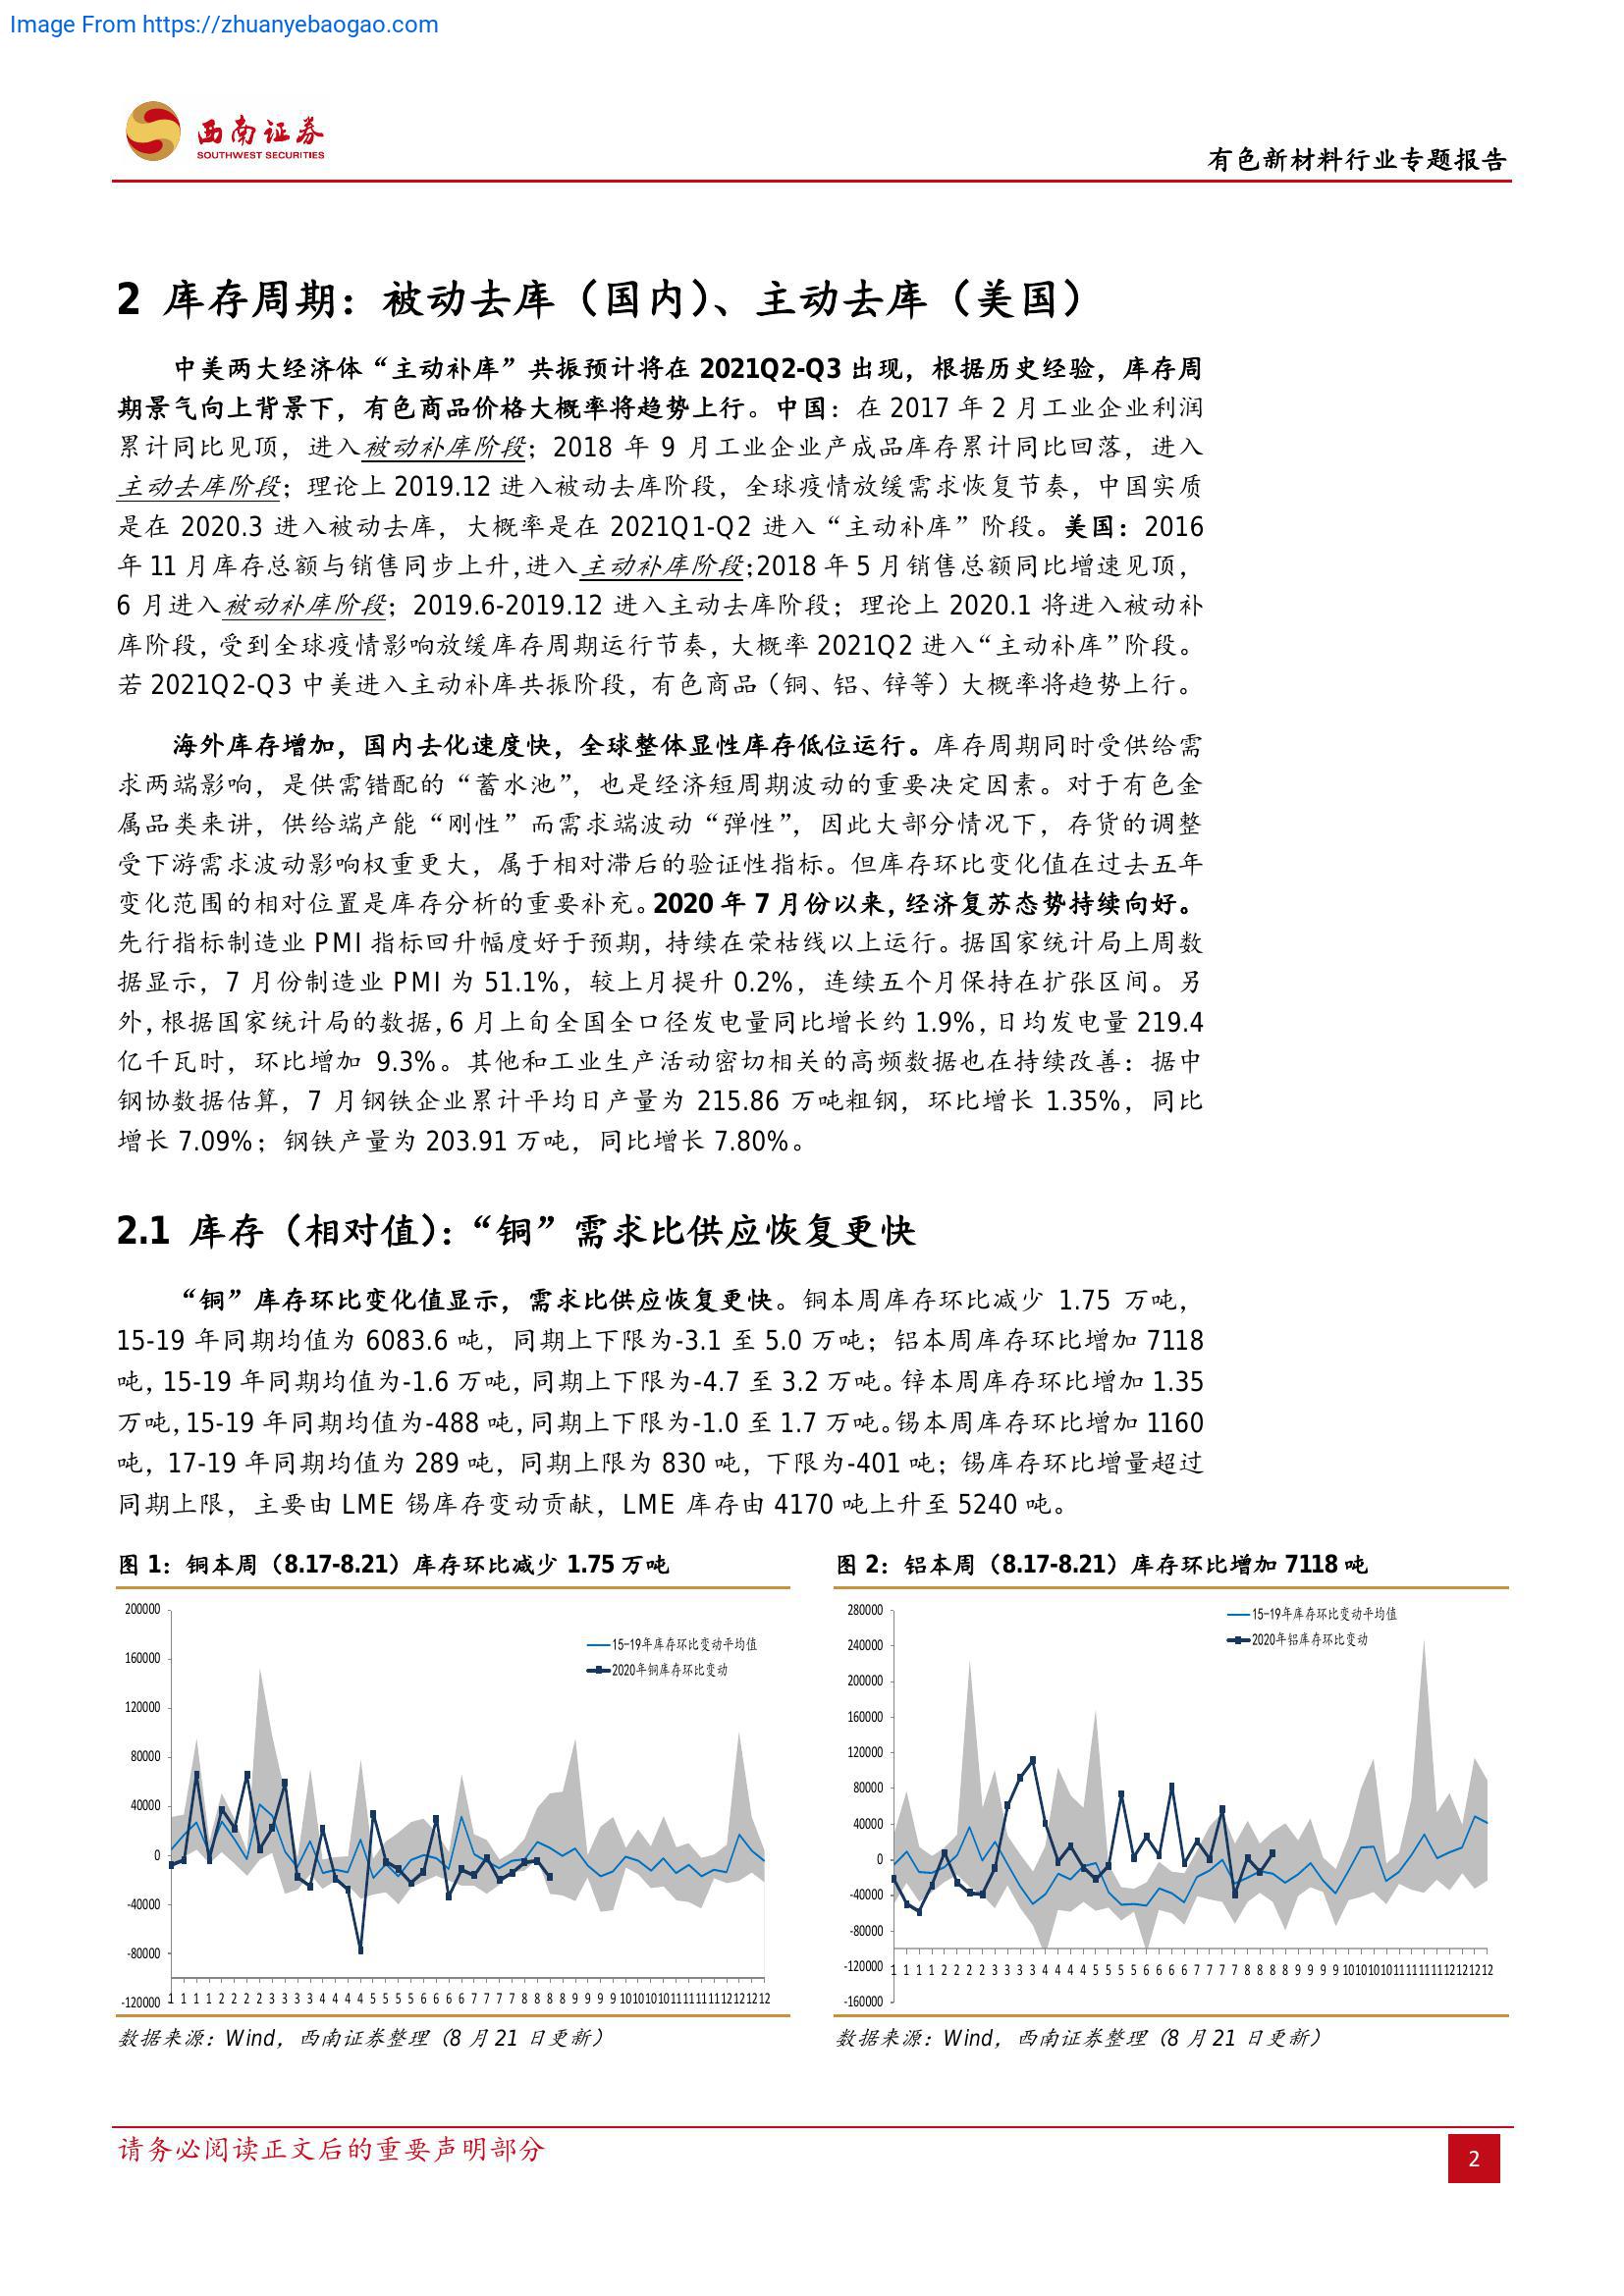 Image From https://zhuanyebaogao.com
西南证券
SOUTHWEST SECURITIES
有色新材料行业专题报告
2 库存周期：被动去库（国内）、主动去库（美国）
中美两大经济体“主动补库”共振预计将在 2021Q2-Q3 出现，根据历史经验，库存周
期景气向上背景下，有色商品价格大概率将趋势上行。中国：在 2017 年 2 月工业企业利润
累计同比见顶，进入被动补库阶段；2018 年 9 月工业企业产成品库存累计同比回落，进入
主动去库阶段；理论上 2019.12 进入被动去库阶段，全球疫情放缓需求恢复节奏，中国实质
是在 2020.3 进入被动去库，大概率是在 2021Q1-Q2 进入“主动补库”阶段。美国：2016
年 11 月库存总额与销售同步上升，进入主动补库阶段；2018 年 5 月销售总额同比增速见顶，
6 月进入被动补库阶段；2019.6-2019.12 进入主动去库阶段；理论上 2020.1 将进入被动补
库阶段，受到全球疫情影响放缓库存周期运行节奏，大概率 2021Q2 进入“主动补库”阶段。
若 2021Q2-Q3 中美进入主动补库共振阶段，有色商品（铜、铝、锌等）大概率将趋势上行。
海外库存增加，国内去化速度快，全球整体显性库存低位运行。库存周期同时受供给需
求两端影响，是供需错配的“蓄水池”，也是经济短周期波动的重要决定因素。对于有色金
属品类来讲，供给端产能“刚性”而需求端波动“弹性”，因此大部分情况下，存货的调整
受下游需求波动影响权重更大，属于相对滞后的验证性指标。但库存环比变化值在过去五年
变化范围的相对位置是库存分析的重要补充。2020 年 7 月份以来，经济复苏态势持续向好。
先行指标制造业 PMI 指标回升幅度好于预期，持续在荣枯线以上运行。据国家统计局上周数
据显示，7 月份制造业 PMI 为 51.1%，较上月提升 0.2%，连续五个月保持在扩张区间。另
外，根据国家统计局的数据，6 月上旬全国全口径发电量同比增长约 1.9%，日均发电量 219.4
亿千瓦时，环比增加 9.3%。其他和工业生产活动密切相关的高频数据也在持续改善：据中
钢协数据估算，7 月钢铁企业累计平均日产量为 215.86 万吨粗钢，环比增长 1.35%，同比
增长 7.09%；钢铁产量为 203.91 万吨，同比增长 7.80%。
2.1 库存（相对值）：“铜”需求比供应恢复更快
“铜”库存环比变化值显示，需求比供应恢复更快。铜本周库存环比减少 1.75 万吨，
15-19 年同期均值为 6083.6 吨，同期上下限为-3.1 至 5.0 万吨；铝本周库存环比增加 7118
吨，15-19 年同期均值为-1.6 万吨，同期上下限为-4.7 至 3.2 万吨。锌本周库存环比增加 1.35
万吨，15-19 年同期均值为-488 吨，同期上下限为-1.0 至 1.7 万吨。锡本周库存环比增加 1160
吨，17-19 年同期均值为 289 吨，同期上限为 830 吨，下限为-401 吨；锡库存环比增量超过
同期上限，主要由 LME 锡库存变动贡献，LME 库存由 4170 吨上升至 5240 吨。
图 1：铜本周（8.17-8.21）库存环比减少 1.75 万吨
200000
160000
120000
80000
40000
0
-40000
-80000
-120000
15-19年库存环比变动平均值
2020年铜库存环比变动
1 1 1 1 2 2 2 2 3 3 3 3 4 4 4 4 5 5 5 5 6 6 6 6 7 7 7 7 8 8 8 8 9 9 9 9 10 10 10 10 11 11 11 11 12 12 12 12
数据来源：Wind，西南证券整理（8 月 21 日更新）
图 2：铝本周（8.17-8.21）库存环比增加 7118 吨
280000
240000
200000
160000
120000
80000
40000
0
-40000
-80000
-120000
-160000
15-19年库存环比变动平均值
2020年铝库存环比变动
1 1 1 1 2 2 2 2 3 3 3 3 4 4 4 4 5 5 5 5 6 6 6 6 7 7 7 7 8 8 8 8 9 9 9 9 10 10 10 10 11 11 11 11 12 12 12 12
数据来源：Wind，西南证券整理（8 月 21 日更新）
请务必阅读正文后的重要声明部分
2